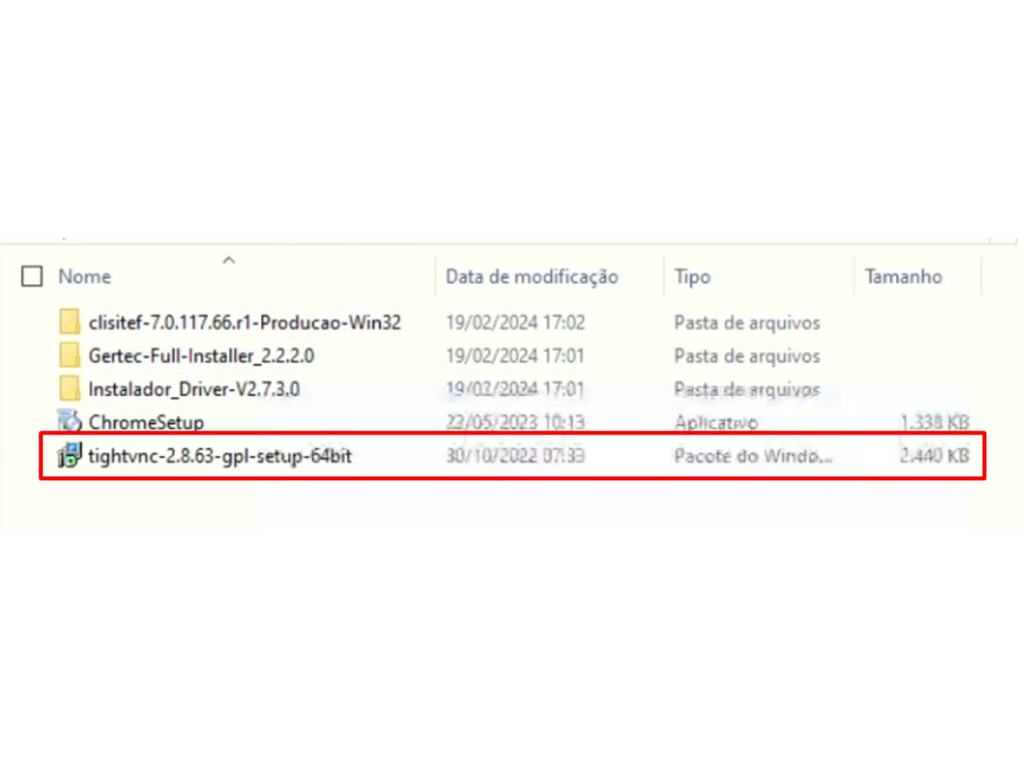 Nome Data de modificação Tipo Tamanho
clisitef-7.0.117.66.r1-Producao-Win32 19/02/2024 17:02 Pasta de arquivos
Gertec-Full-Installer_2.2.2.0 19/02/2024 17:01 Pasta de arquivos
Instalador_Driver-V2.7.3.0 19/02/2024 17:01 Pasta de arquivos
ChromeSetup 22/05/2023 10:13 Aplicativo 1.338 KB
tightvnc-2.8.63-gpl-setup-64bit 30/10/2022 07:33 Pacote do Windo... 2.440 KB